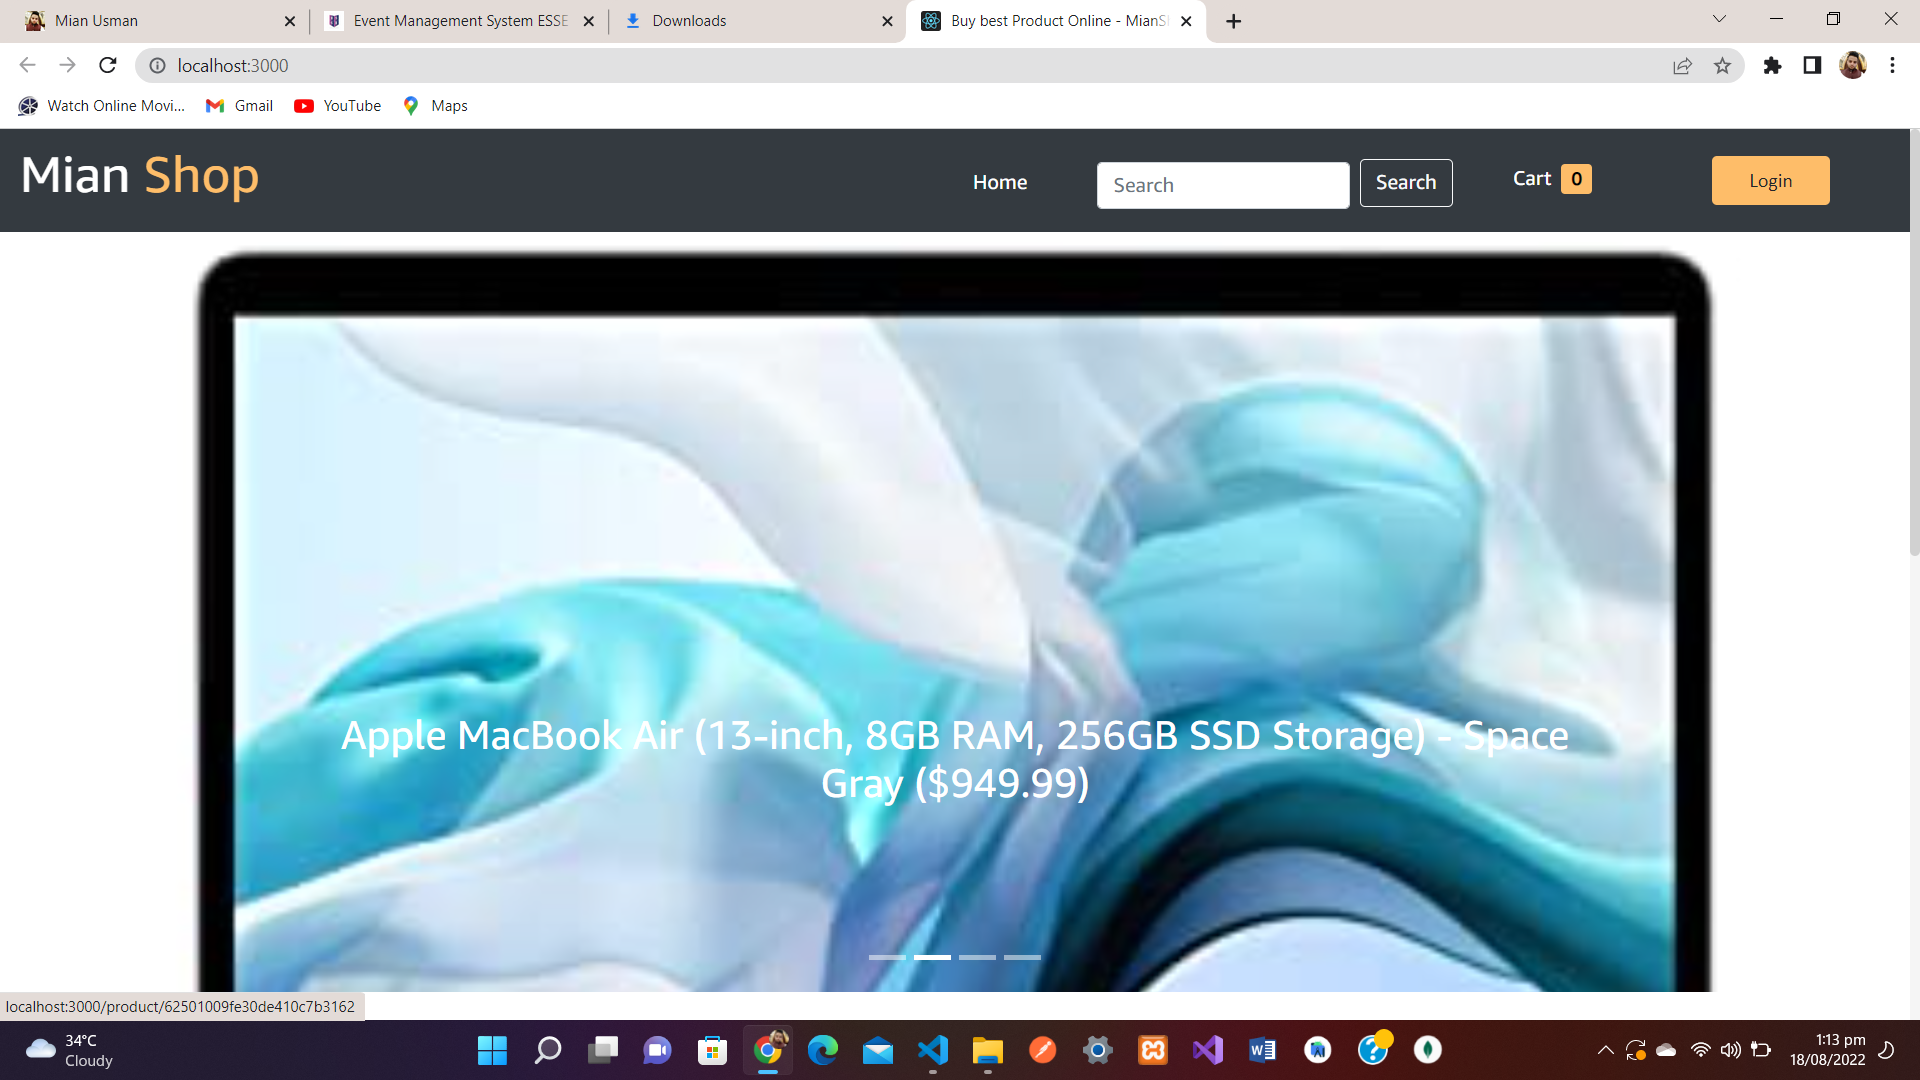 Mian Usman
Event Management System ESSE
Downloads
Buy best Product Online - MianS
localhost:3000
Watch Online Movi...
Gmail
YouTube
Maps
Mian Shop
Home
Search
Search
Cart 0
Login
Apple MacBook Air (13-inch, 8GB RAM, 256GB SSD Storage) - Space
Gray ($949.99)
localhost:3000/product/62501009fe30de410c7b3162
34°C
Cloudy
1:13 pm
18/08/2022